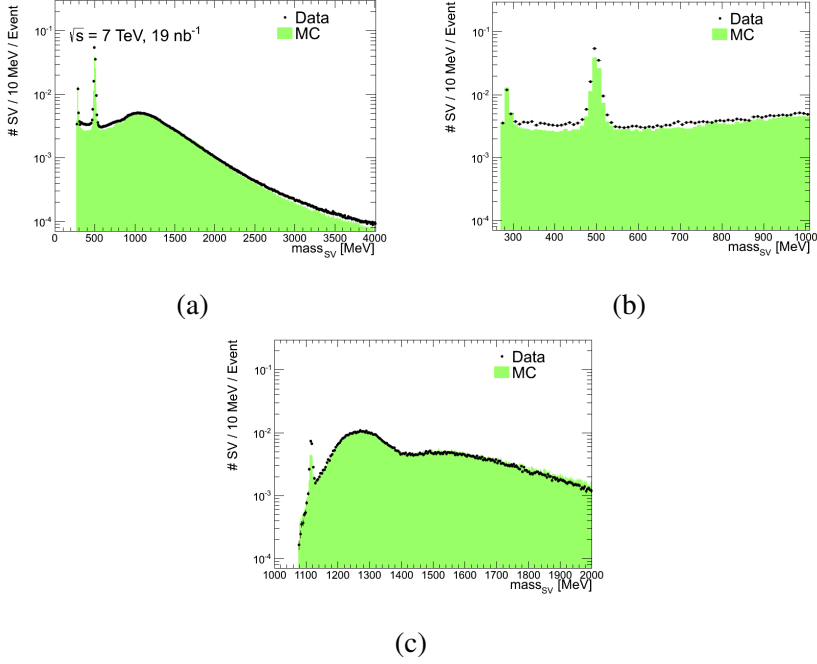 # SV / 10 MeV / Event
10⁻¹
10⁻²
10⁻³
10⁻⁴
√s = 7 TeV, 19 nb⁻¹
Data
MC
0 500 1000 1500 2000 2500 3000 3500 4000
mass_SV [MeV]
(a)
# SV / 10 MeV / Event
10⁻¹
10⁻²
10⁻³
10⁻⁴
Data
MC
300 400 500 600 700 800 900 1000
mass_SV [MeV]
(b)
# SV / 10 MeV / Event
10⁻¹
10⁻²
10⁻³
10⁻⁴
Data
MC
1000 1100 1200 1300 1400 1500 1600 1700 1800 1900 2000
mass_SV [MeV]
(c)